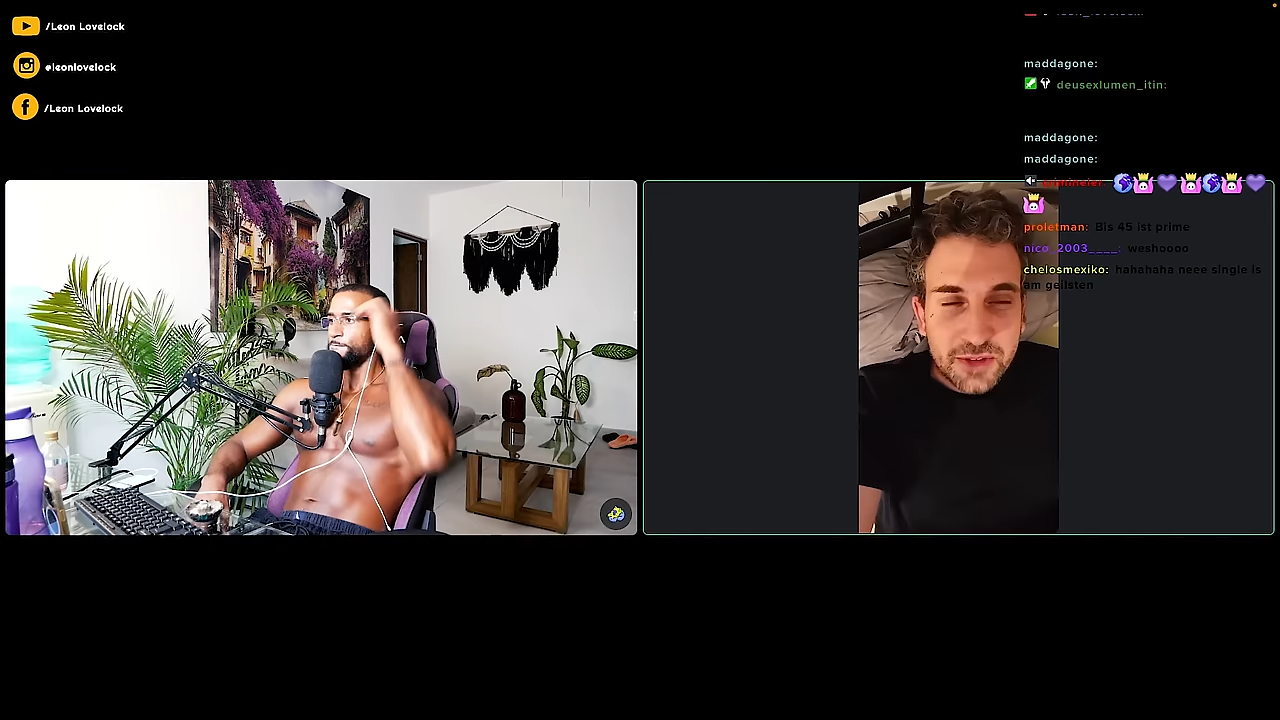 /Leon Lovelock
@leonlovelock
/Leon Lovelock
maddagone:
deusexlumen_itin:
maddagone:
maddagone:
proletman: Bis 45 ist prime
nico_2003____: weshoooo
chelosmexiko: hahahaha neee single is
am geilsten